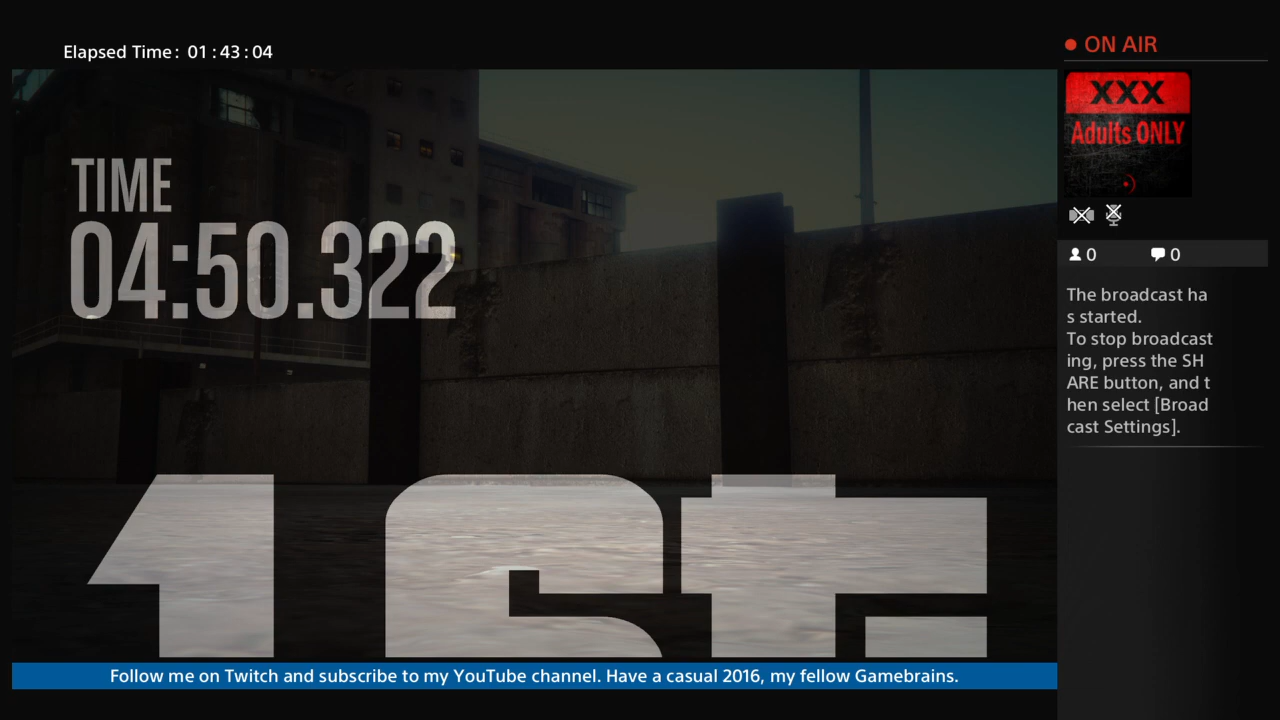 Elapsed Time: 01:43:04
ON AIR
XXX
Adults ONLY
TIME
04:50.322
0 0
The broadcast ha
s started.
To stop broadcast
ing, press the SH
ARE button, and t
hen select [Broad
cast Settings].
1st
Follow me on Twitch and subscribe to my YouTube channel. Have a casual 2016, my fellow Gamebrains.